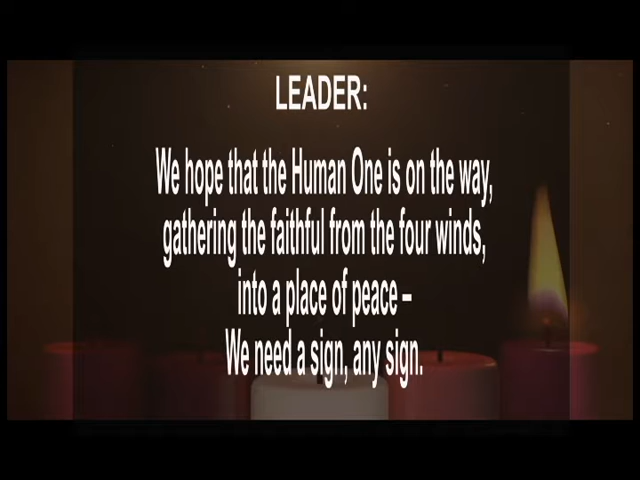 LEADER:
We hope that the Human One is on the way,
gathering the faithful from the four winds,
into a place of peace –
We need a sign, any sign.